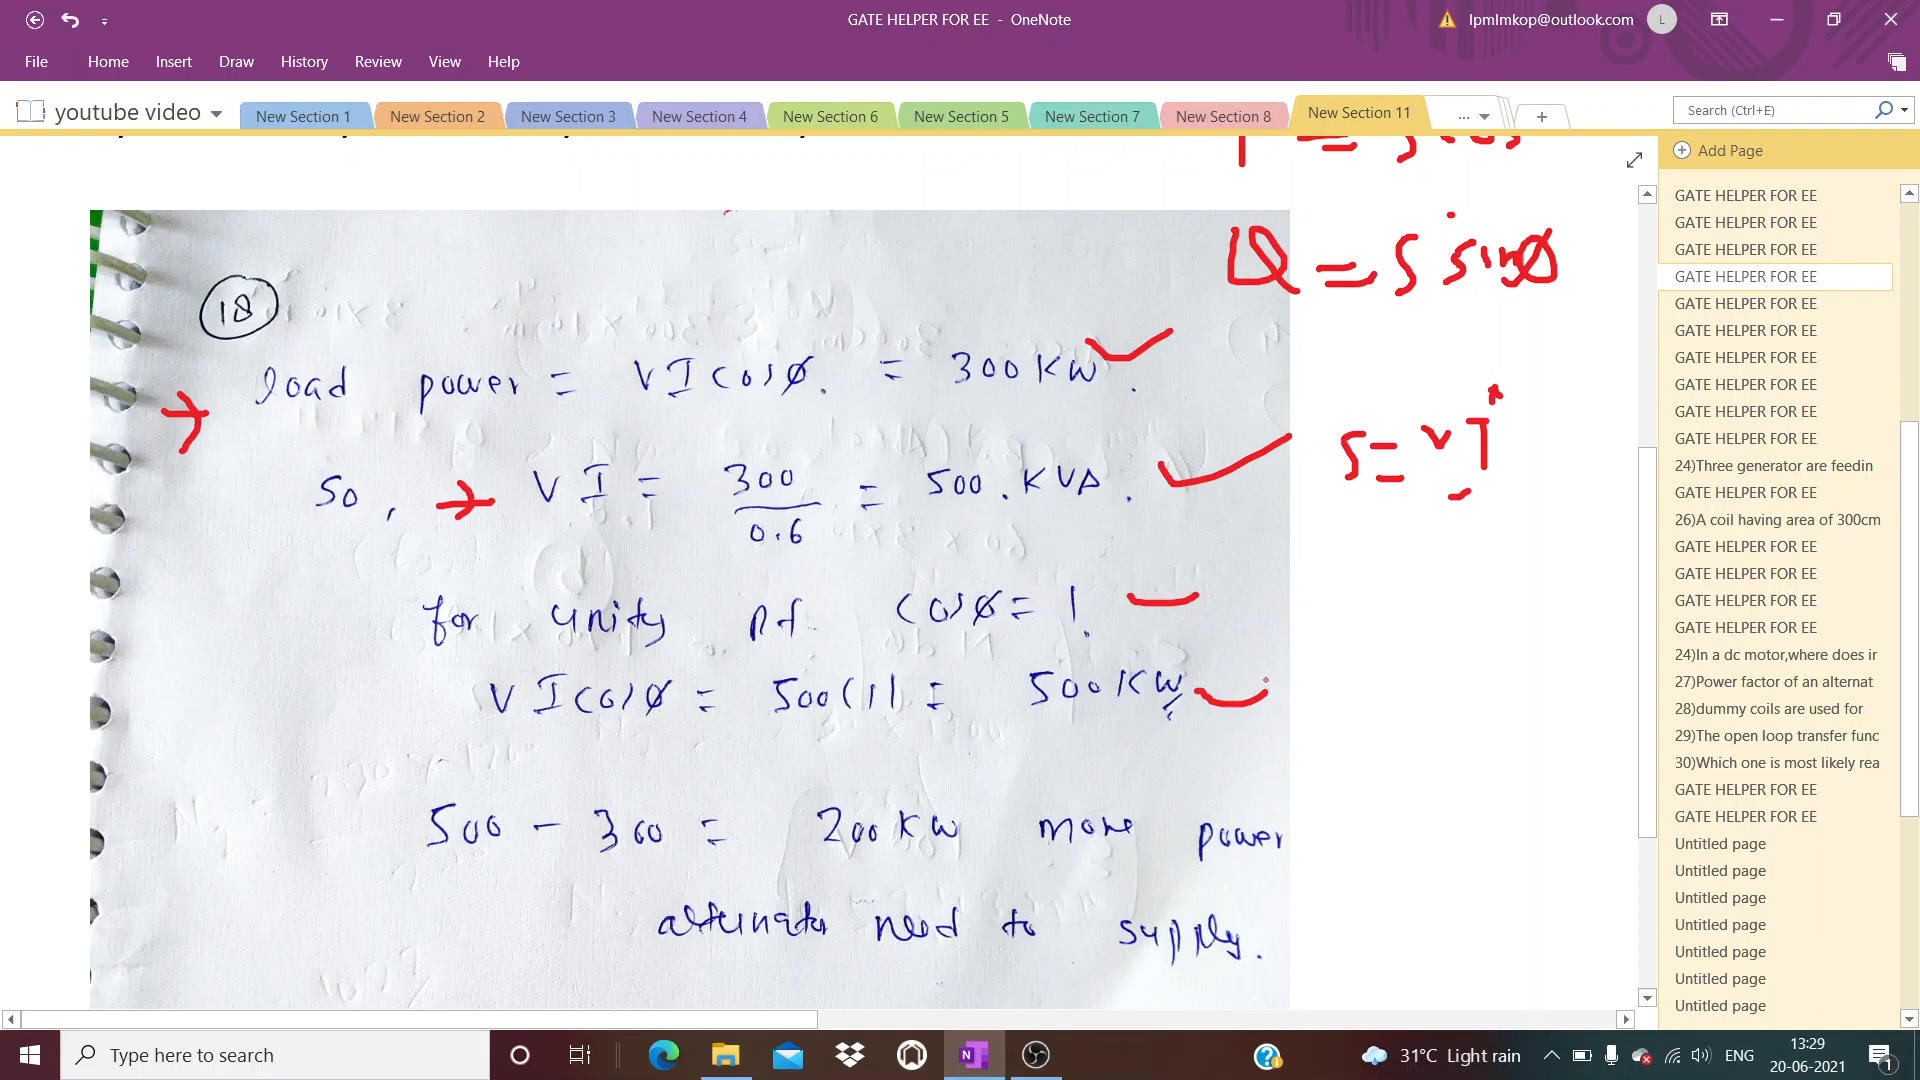 GATE HELPER FOR EE - OneNote
lpmlmkop@outlook.com
L
File Home Insert Draw History Review View Help
youtube video
New Section 1
New Section 2
New Section 3
New Section 4
New Section 6
New Section 5
New Section 7
New Section 8
New Section 11
...
Search (Ctrl+E)
Add Page
Q = S sinϕ
18
load power = VI cosϕ. = 300 KW.
S = VI*
So, → VI = 300/0.6 = 500. KVA.
for unity Pf cosϕ = 1.
VI cosϕ = 500(1) = 500 KW
500 - 300 = 200 KW more power
alternator need to supply.
GATE HELPER FOR EE
GATE HELPER FOR EE
GATE HELPER FOR EE
GATE HELPER FOR EE
GATE HELPER FOR EE
GATE HELPER FOR EE
GATE HELPER FOR EE
GATE HELPER FOR EE
GATE HELPER FOR EE
GATE HELPER FOR EE
24)Three generator are feedin
GATE HELPER FOR EE
26)A coil having area of 300cm
GATE HELPER FOR EE
GATE HELPER FOR EE
GATE HELPER FOR EE
GATE HELPER FOR EE
24)In a dc motor,where does ir
27)Power factor of an alternat
28)dummy coils are used for
29)The open loop transfer func
30)Which one is most likely rea
GATE HELPER FOR EE
GATE HELPER FOR EE
Untitled page
Untitled page
Untitled page
Untitled page
Untitled page
Untitled page
Untitled page
Type here to search
31°C Light rain
ENG
13:29
20-06-2021
1